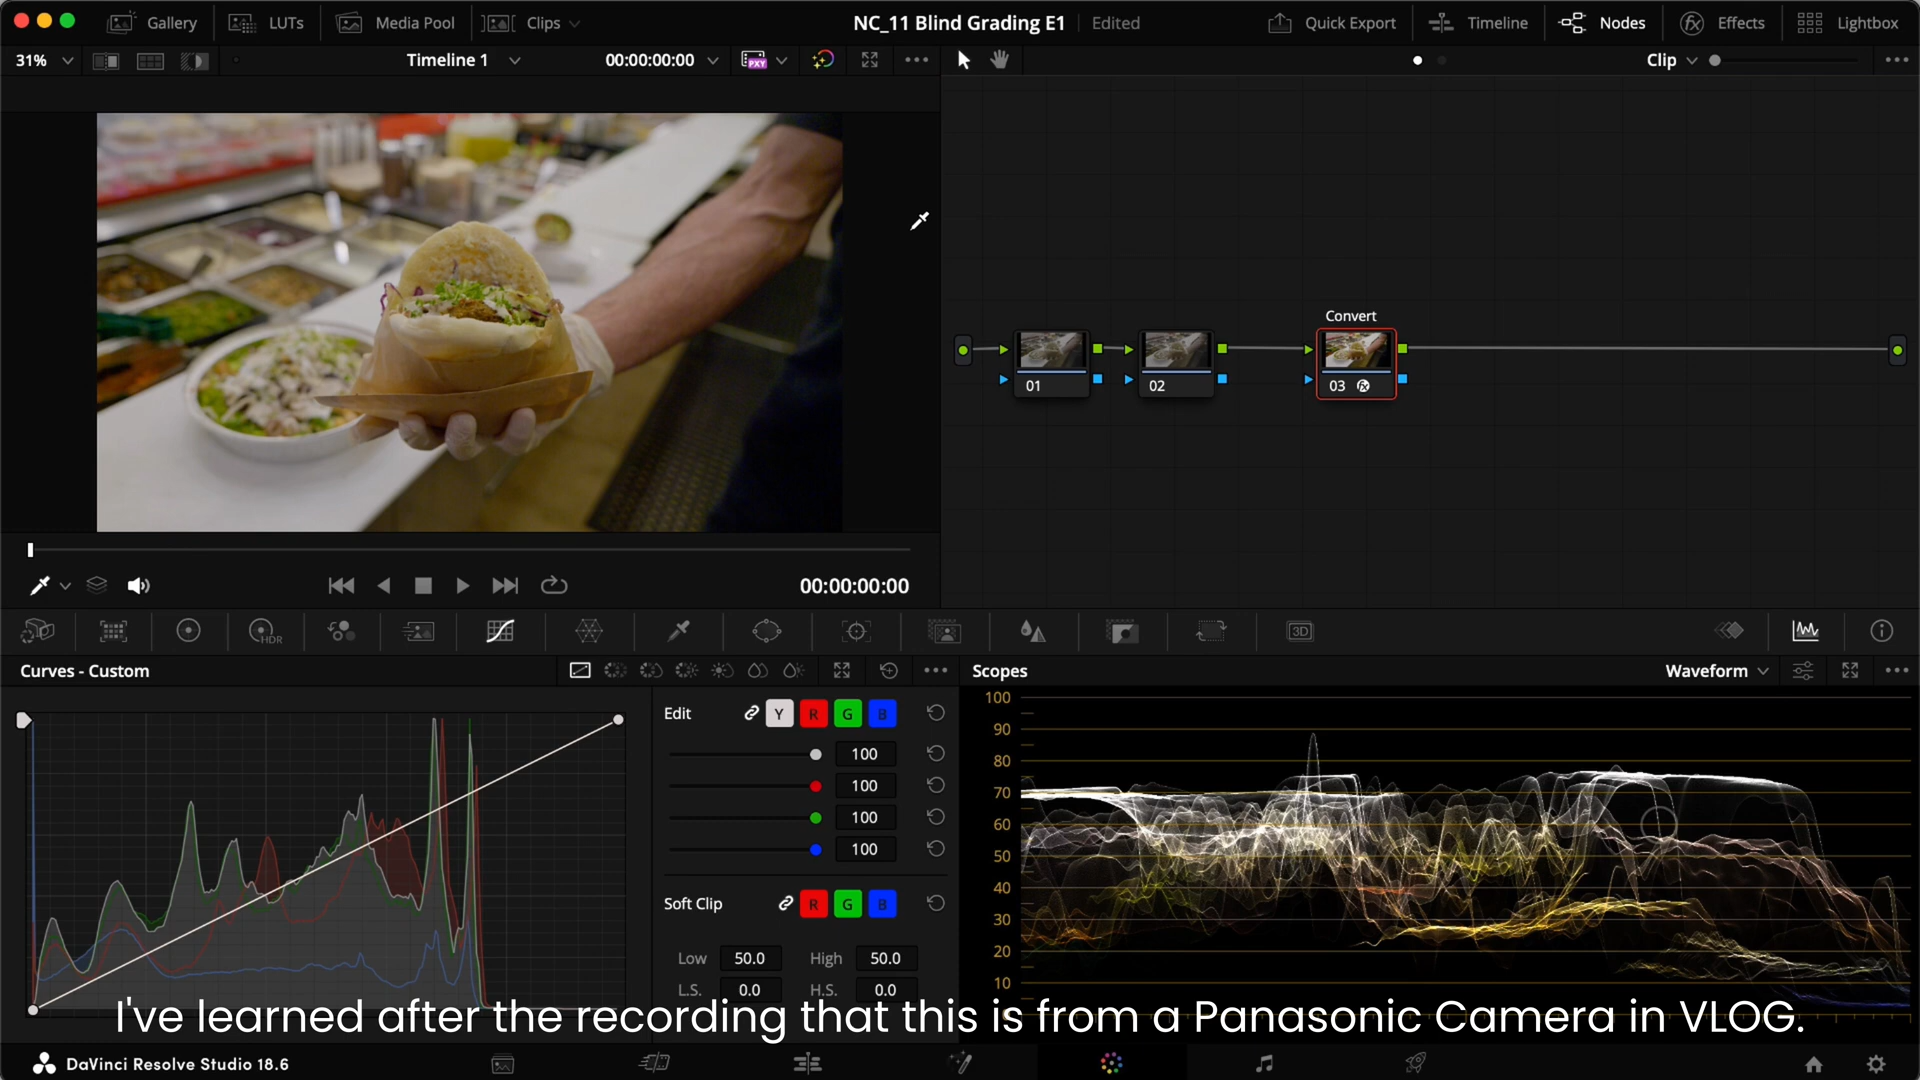 Gallery LUTs Media Pool Clips NC_11 Blind Grading E1 Edited Quick Export Timeline Nodes Effects Lightbox
31% Timeline 1 00:00:00:00 PXY Clip
Convert
01 02 03
00:00:00:00
HDR 3D
Curves - Custom Scopes Waveform
Edit Y R G B
100
100
100
100
Soft Clip R G B
Low 50.0 High 50.0
L.S. 0.0 H.S. 0.0
100
90
80
70
60
50
40
30
20
10
I've learned after the recording that this is from a Panasonic Camera in VLOG.
DaVinci Resolve Studio 18.6